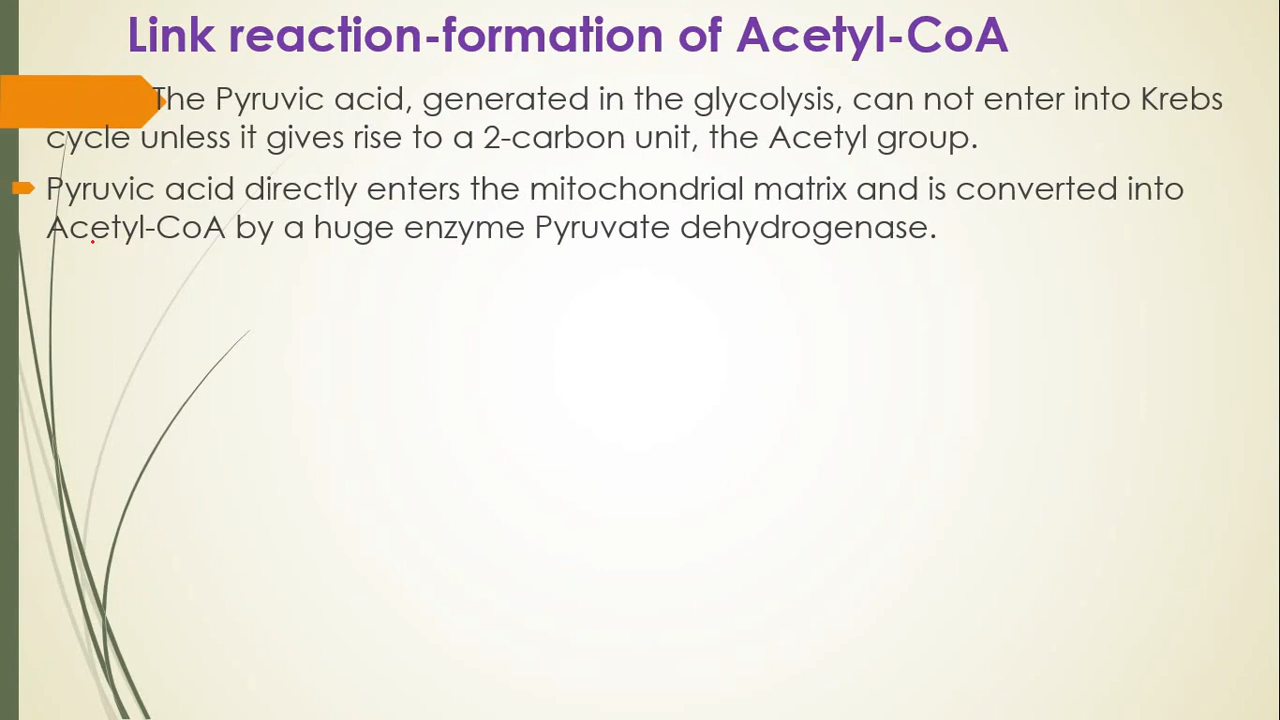 Link reaction-formation of Acetyl-CoA
The Pyruvic acid, generated in the glycolysis, can not enter into Krebs
cycle unless it gives rise to a 2-carbon unit, the Acetyl group.
Pyruvic acid directly enters the mitochondrial matrix and is converted into
Acetyl-CoA by a huge enzyme Pyruvate dehydrogenase.